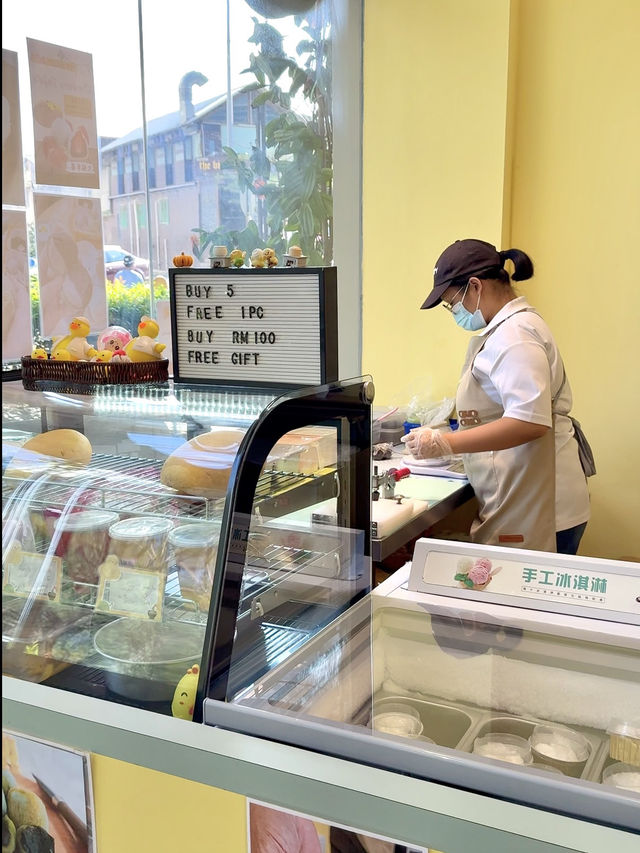 BUY 5
FREE 1PC
BUY RM100
FREE GIFT
手工冰淇淋